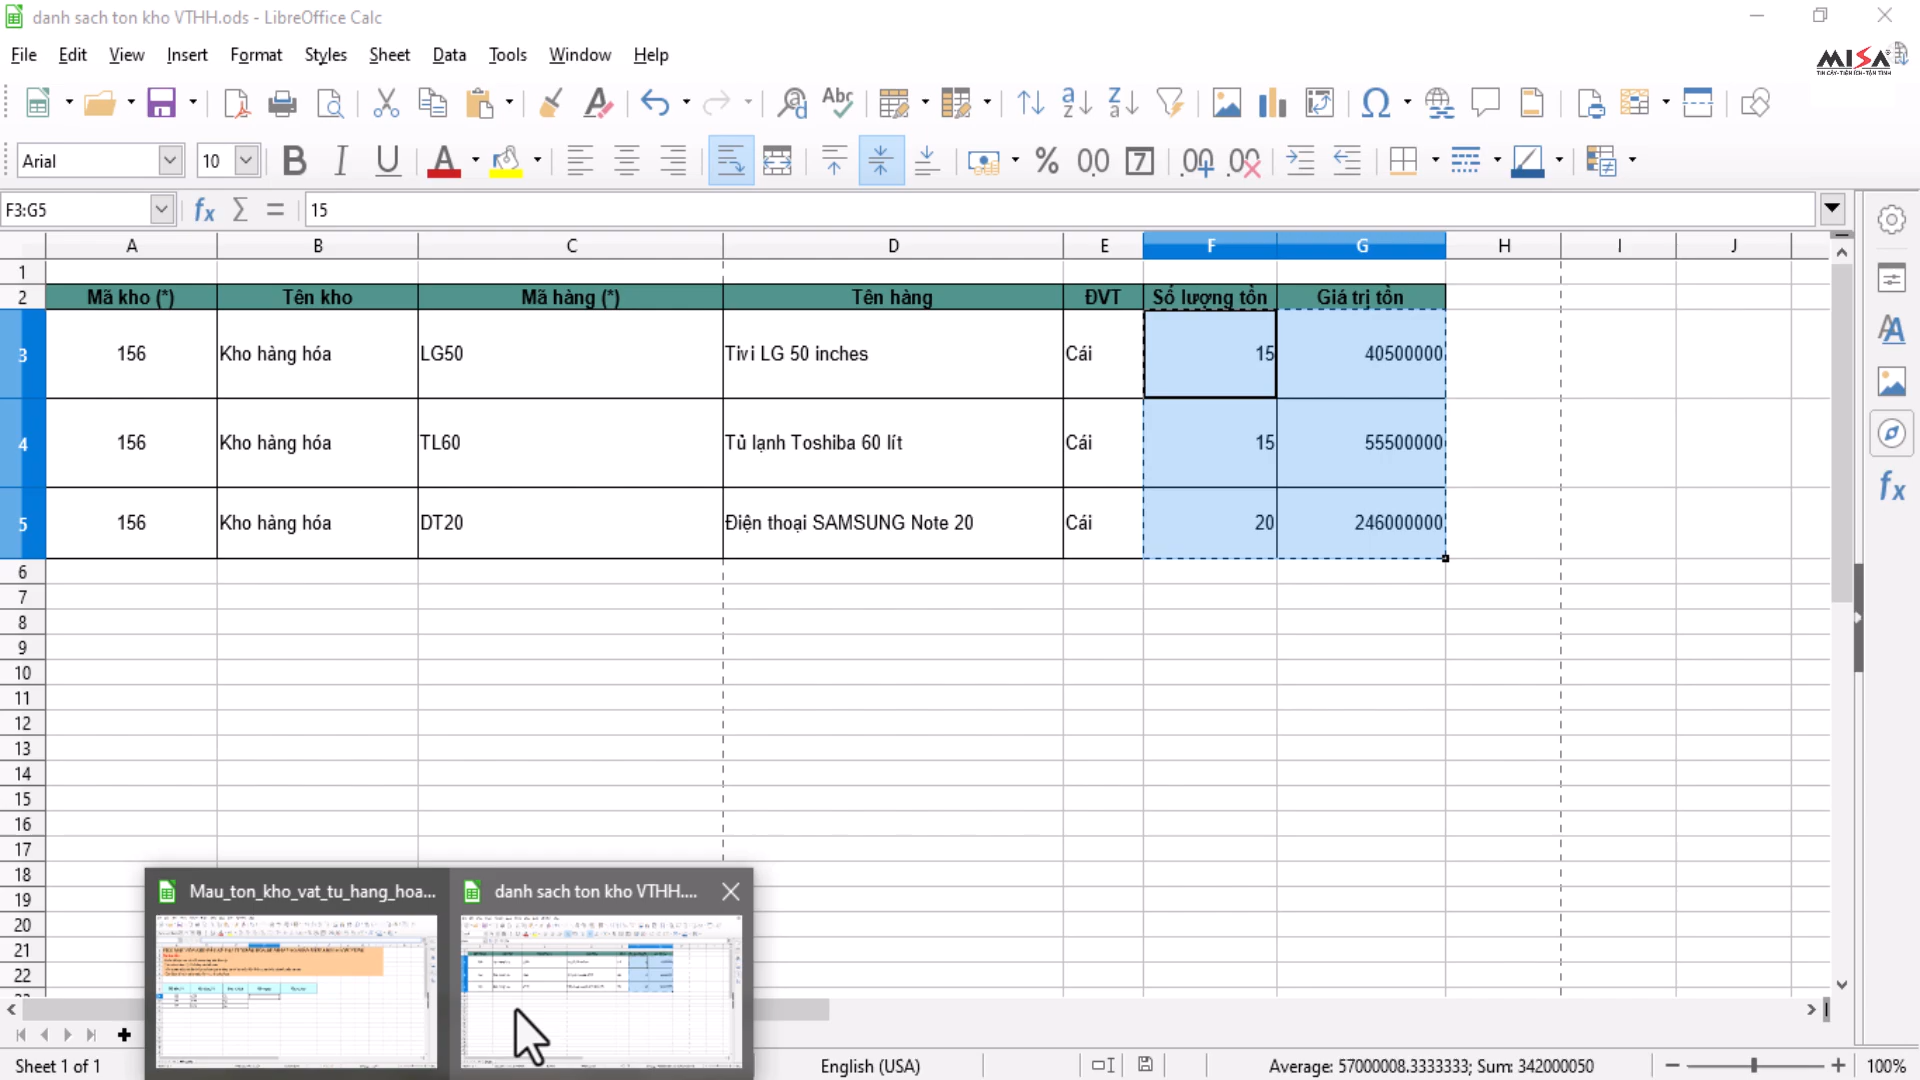 danh sach ton kho VTHH.ods - LibreOffice Calc
File Edit View Insert Format Styles Sheet Data Tools Window Help
MISA
TIN CẬY-TIỆN ÍCH-TẬN TÌNH
Arial 10
F3:G5 15
A B C D E F G H I J
1
2 Mã kho (*) Tên kho Mã hàng (*) Tên hàng ĐVT Số lượng tồn Giá trị tồn
3 156 Kho hàng hóa LG50 Tivi LG 50 inches Cái 15 40500000
4 156 Kho hàng hóa TL60 Tủ lạnh Toshiba 60 lít Cái 15 55500000
5 156 Kho hàng hóa DT20 Điện thoại SAMSUNG Note 20 Cái 20 246000000
6
7
8
9
10
11
12
13
14
15
16
17
18
19
20
21
22
Mau_ton_kho_vat_tu_hang_hoa... danh sach ton kho VTHH....
Sheet 1 of 1 English (USA) Average: 57000008.3333333; Sum: 342000050 100%